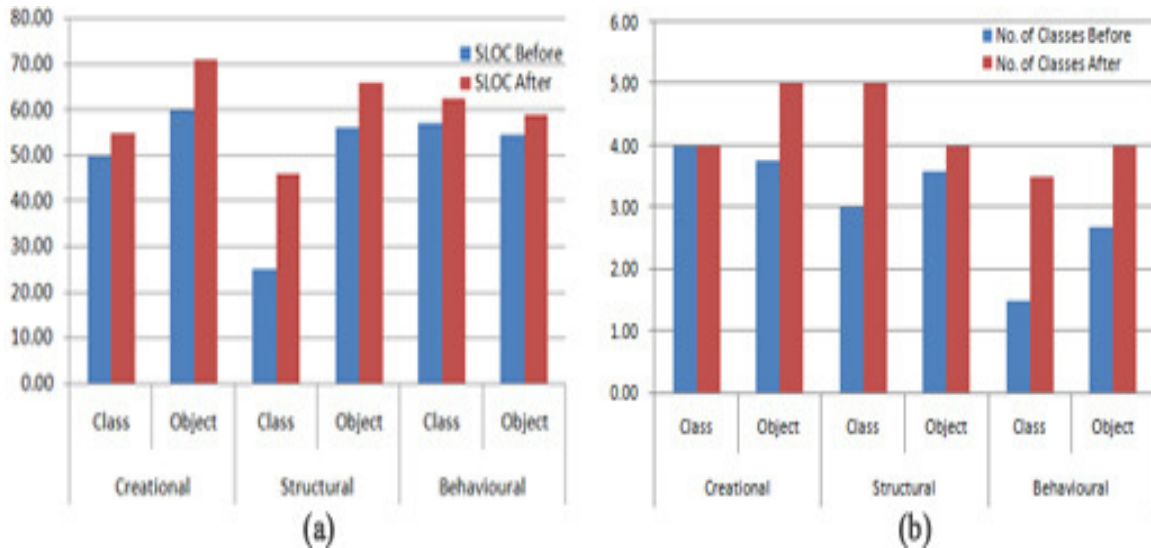 80.00
70.00
60.00
50.00
40.00
30.00
20.00
10.00
0.00
SLOC Before
SLOC After
Class Object Class Object Class Object
Creational Structural Behavioural
(a)
6.00
5.00
4.00
3.00
2.00
1.00
0.00
No. of Classes Before
No. of Classes After
Class Object Class Object Class Object
Creational Structural Behavioural
(b)